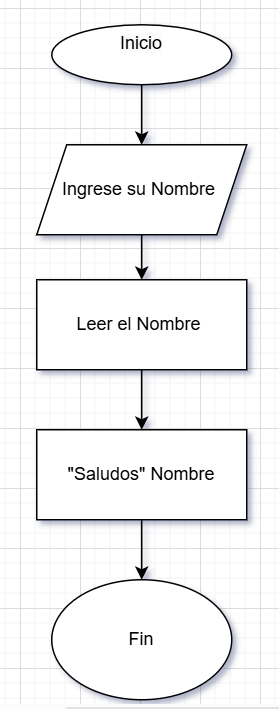 Inicio
Ingrese su Nombre
Leer el Nombre
"Saludos" Nombre
Fin